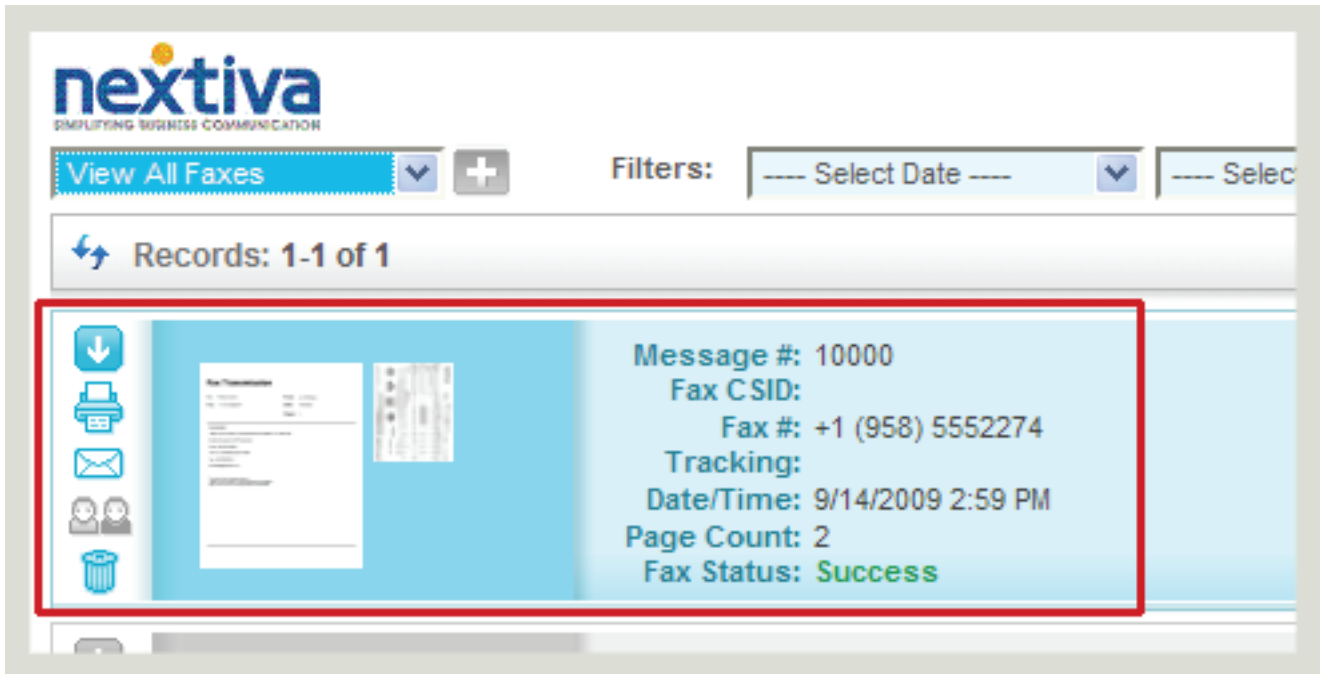 nextiva
SIMPLIFYING BUSINESS COMMUNICATION
View All Faxes
Filters: ---- Select Date ---- ---- Selec
Records: 1-1 of 1
Fax Transmission
Message #: 10000
Fax CSID:
Fax #: +1 (958) 5552274
Tracking:
Date/Time: 9/14/2009 2:59 PM
Page Count: 2
Fax Status: Success